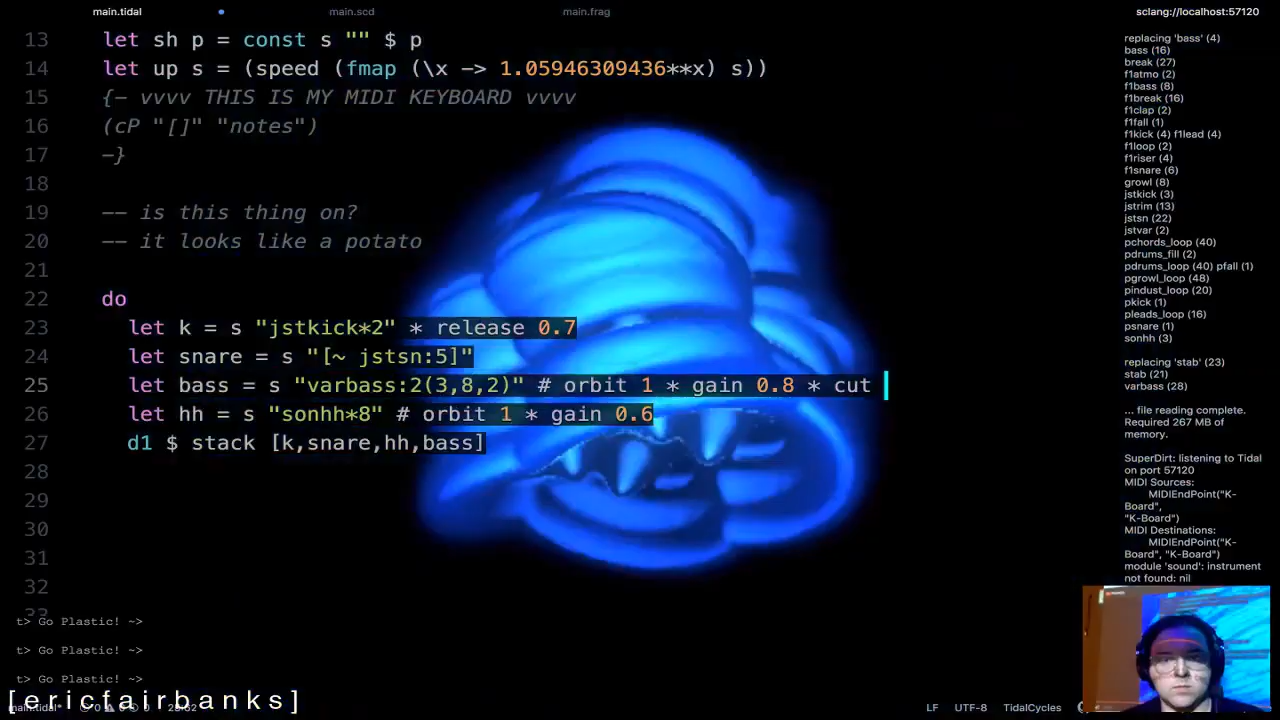 main.tidal
main.scd
main.frag
sclang://localhost:57120
13 let sh p = const s "" $ p
14 let up s = (speed (fmap (\x -> 1.05946309436**x) s))
15 {- vvvv THIS IS MY MIDI KEYBOARD vvvv
16 (cP "[]" "notes")
17 -}
18
19 -- is this thing on?
20 -- it looks like a potato
21
22 do
23 let k = s "jstkick*2" * release 0.7
24 let snare = s "[~ jstsn:5]"
25 let bass = s "varbass:2(3,8,2)" # orbit 1 * gain 0.8 * cut
26 let hh = s "sonhh*8" # orbit 1 * gain 0.6
27 d1 $ stack [k,snare,hh,bass]
28
29
30
31
32
33
t> Go Plastic! ~>
t> Go Plastic! ~>
t> Go Plastic! ~>
[ericfairbanks]
replacing 'bass' (4)
bass (16)
break (27)
f1atmo (2)
f1bass (8)
f1break (16)
f1clap (2)
f1fall (1)
f1kick (4) f1lead (4)
f1loop (2)
f1riser (4)
f1snare (6)
growl (8)
jstkick (3)
jstrim (13)
jstsn (22)
jstvar (2)
pchords_loop (40)
pdrums_fill (2)
pdrums_loop (40) pfall (1)
pgrowl_loop (48)
pindust_loop (20)
pkick (1)
pleads_loop (16)
psnare (1)
sonhh (3)
replacing 'stab' (23)
stab (21)
varbass (28)
... file reading complete.
Required 267 MB of
memory.
SuperDirt: listening to Tidal
on port 57120
MIDI Sources:
MIDIEndPoint("K-
Board",
"K-Board")
MIDI Destinations:
MIDIEndPoint("K-
Board", "K-Board")
module 'sound': instrument
not found: nil
LF
UTF-8
TidalCycles